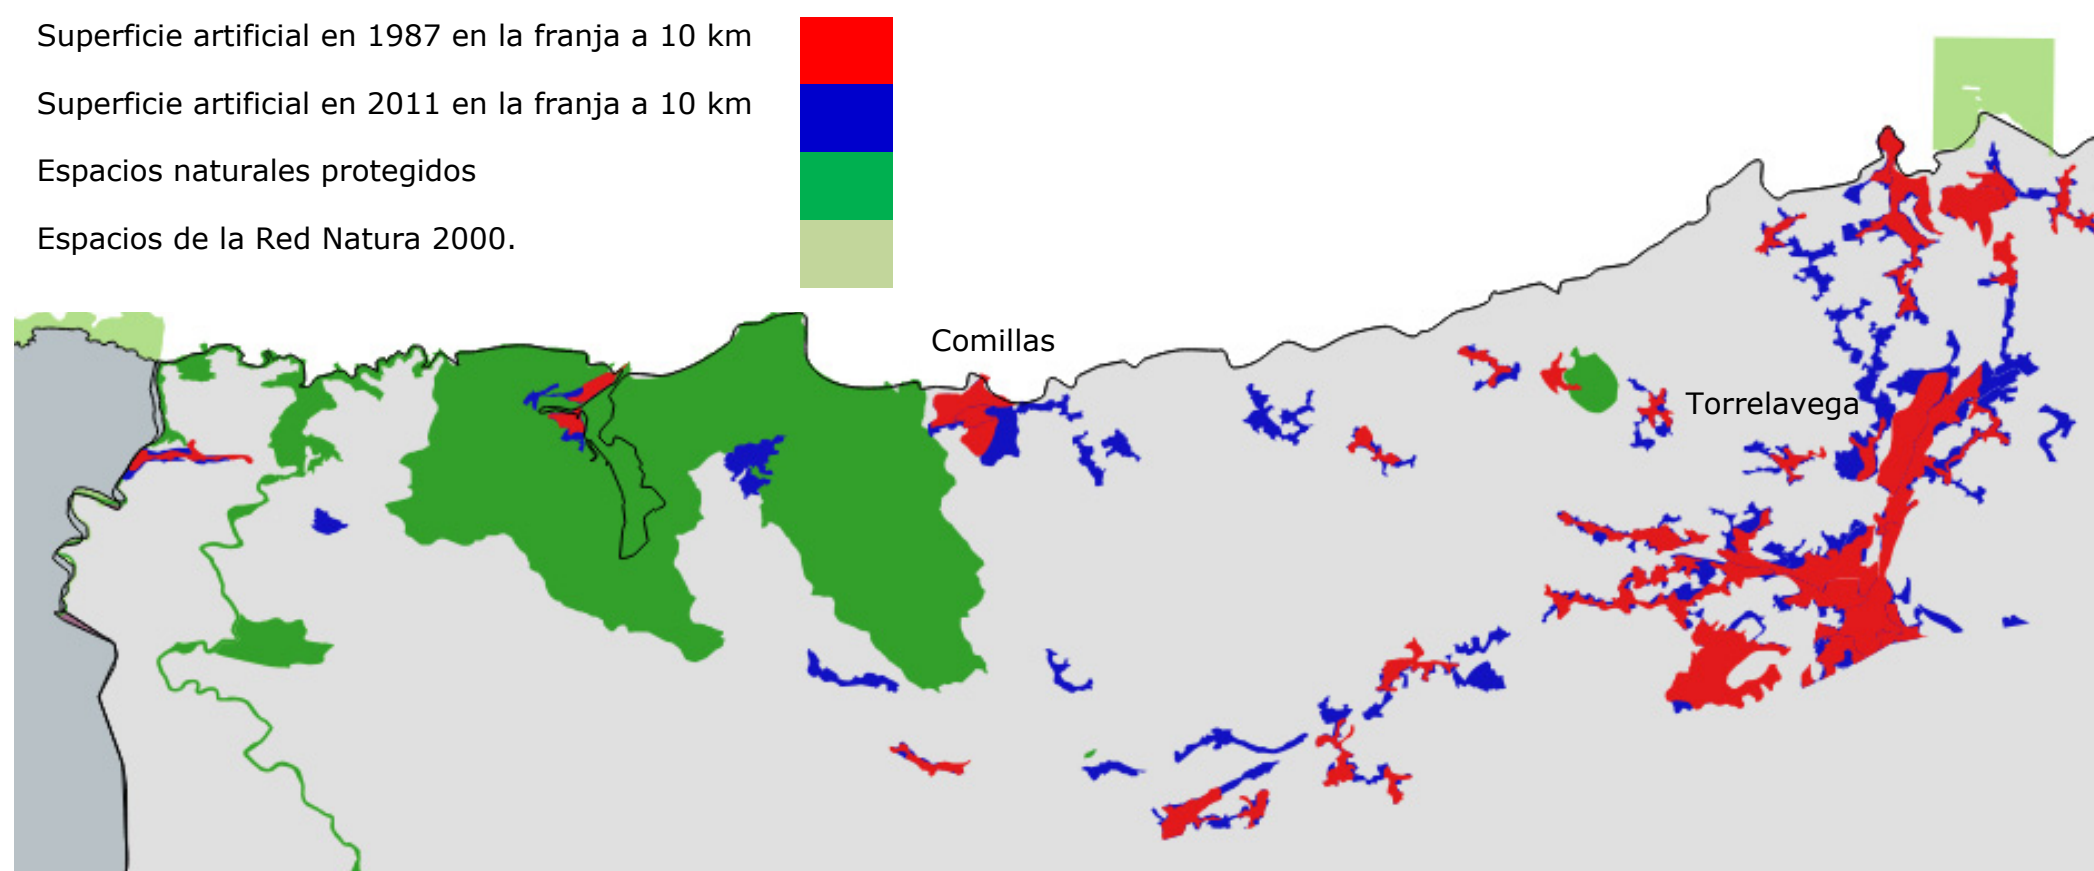 Superficie artificial en 1987 en la franja a 10 km
Superficie artificial en 2011 en la franja a 10 km
Espacios naturales protegidos
Espacios de la Red Natura 2000.
Comillas
Torrelavega